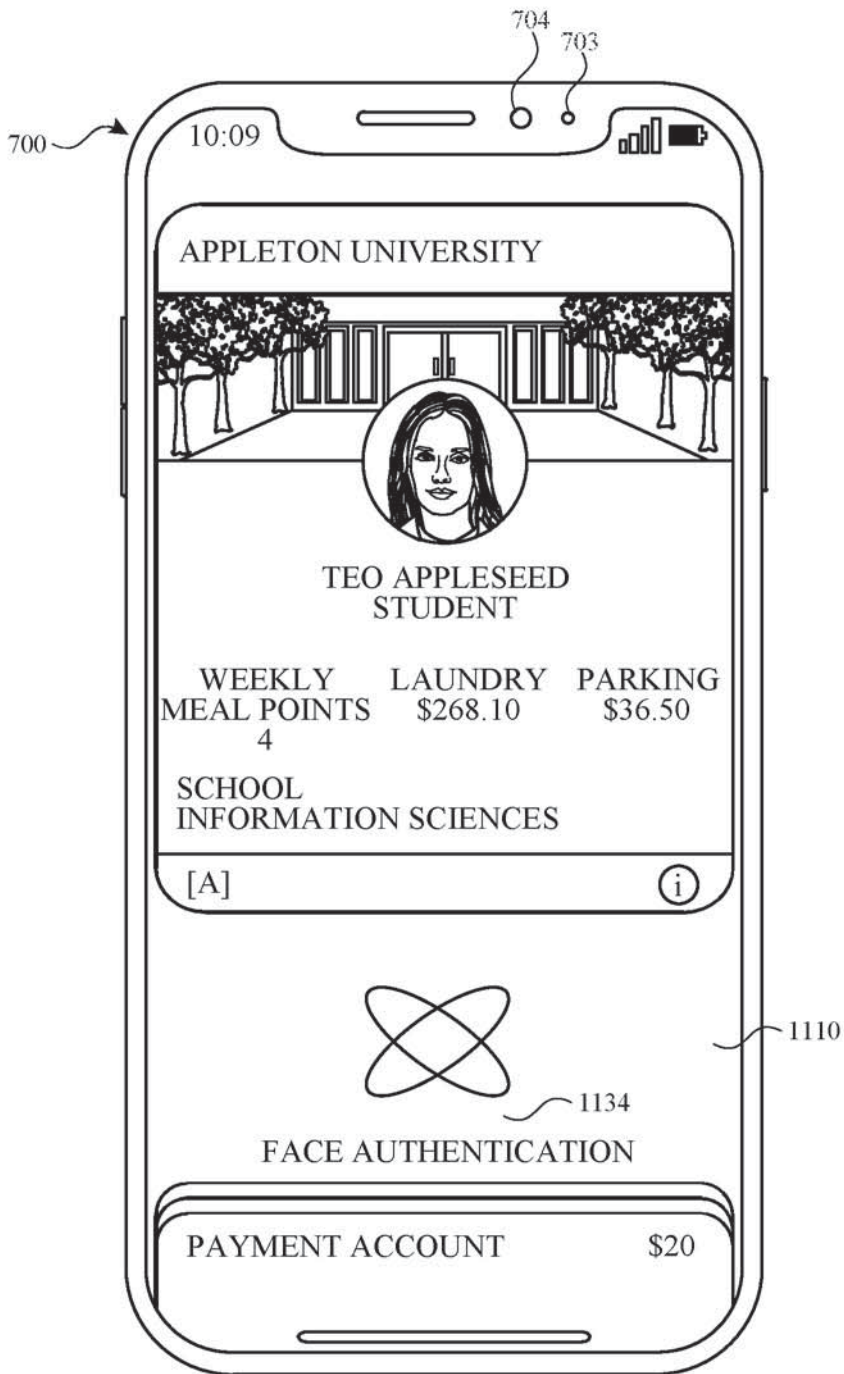 704
703
700
10:09
APPLETON UNIVERSITY
TEO APPLESEED
STUDENT
WEEKLY
MEAL POINTS
4
LAUNDRY
$268.10
PARKING
$36.50
SCHOOL
INFORMATION SCIENCES
[A]
i
1110
1134
FACE AUTHENTICATION
PAYMENT ACCOUNT $20